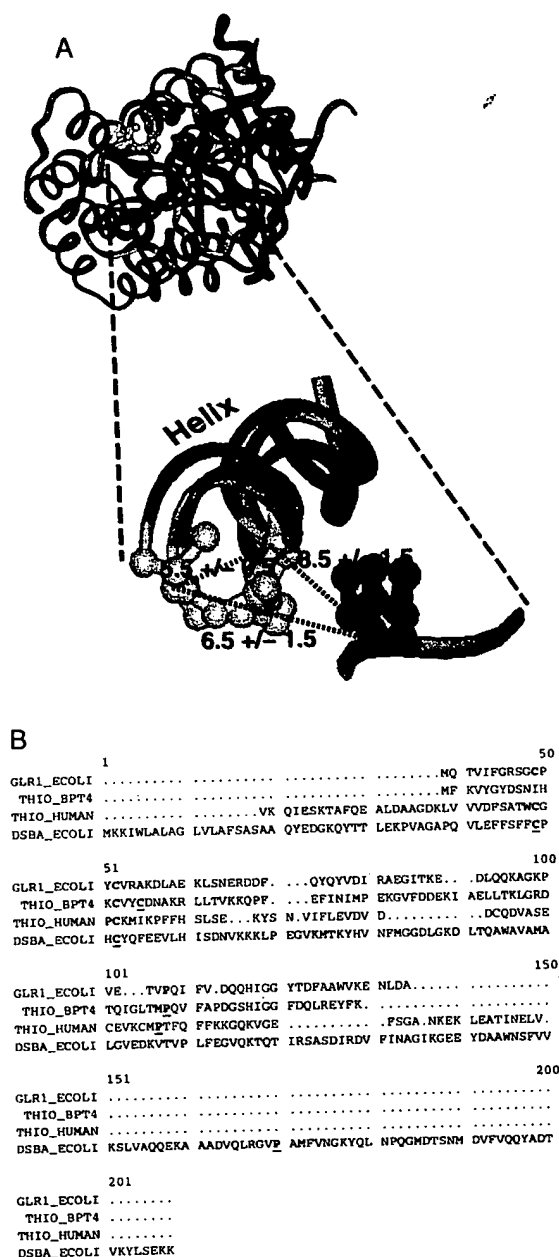 A
Helix
5.5 +/-
8.5 +/- 1.5
6.5 +/- 1.5
B
1 50
GLR1_ECOLI .......... .......... .......... ........MQ TVIFGRSGCP
THIO_BPT4 .......... .......... .......... ........MF KVYGYDSNIH
THIO_HUMAN .......... ........VK QIESKTAFQE ALDAAGDKLV VVDFSATWCG
DSBA_ECOLI MKKIWLALAG LVLAFSASAA QYEDGKQYTT LEKPVAGAPQ VLEFFSFFCP
51 100
GLR1_ECOLI YCVRAKDLAE KLSNERDDF. ..QYQYVDI RAEGITKE.. DLQQKAGKP
THIO_BPT4 KCVYCDNAKR LLTVKKQPF. ...EFINIMP EKGVFDDEKI AELLTKLGRD
THIO_HUMAN PCKMIKPFFH SLSE..KYSN .VIFLEVDV D......... .DCQDVASE
DSBA_ECOLI HCYQFEEVLH ISDNVKKKLP EGVKMTKYHV NFMGGDLGKD LTQAWAVAMA
101 150
GLR1_ECOLI VE...TVPQI FV.DQQHIGG YTDFAAWVKE NLDA...... ..........
THIO_BPT4 TQIGLTMPQV FAPDGSHIGG FDQLREYFK. .......... ..........
THIO_HUMAN CEVKCMPTFQ FFKKGQKVGE .......... .FSGA.NKEK LEATINELV.
DSBA_ECOLI LGVEDKVTVP LFEGVQKTQT IRSASDIRDV FINAGIKGEE YDAAWNSFVV
151 200
GLR1_ECOLI .......... .......... .......... .......... ..........
THIO_BPT4 .......... .......... .......... .......... ..........
THIO_HUMAN .......... .......... .......... .......... ..........
DSBA_ECOLI KSLVAQQEKA AADVQLRGVP AMFVNGKYQL NPQGMDTSNM DVFVQQYADT
201
GLR1_ECOLI ........
THIO_BPT4 ........
THIO_HUMAN ........
DSBA_ECOLI VKYLSEKK